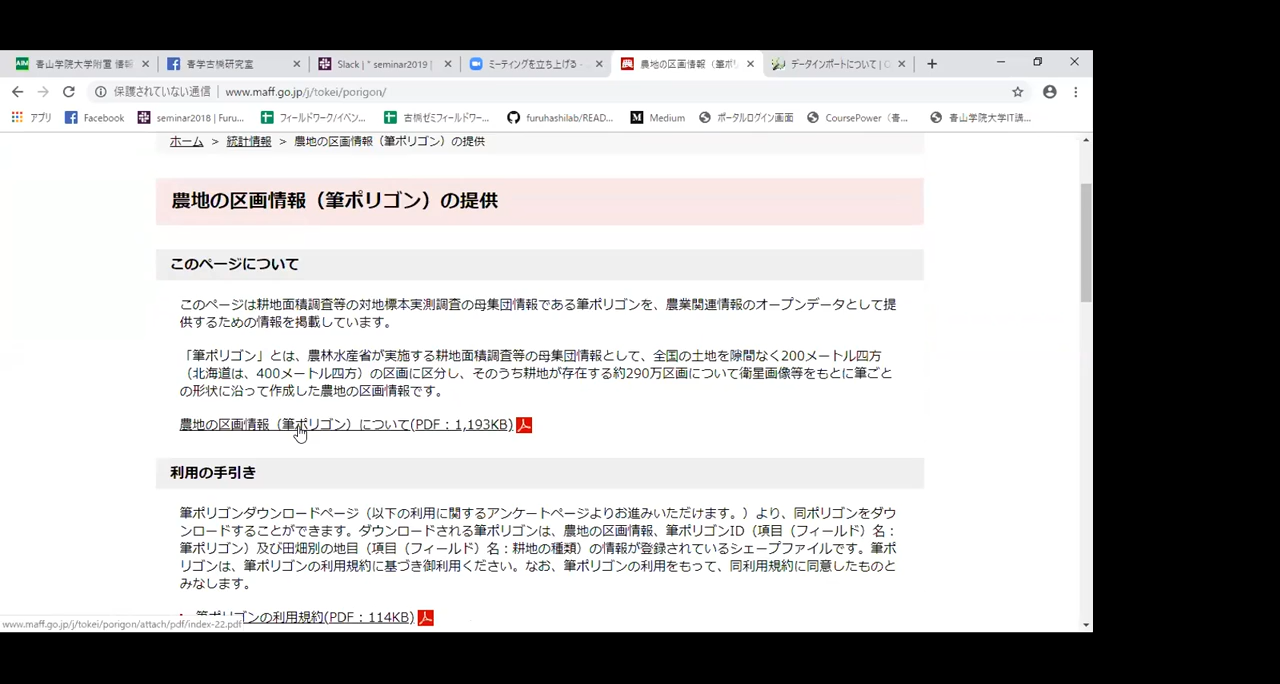 青山学院大学附置 情報
青学古橋研究室
Slack | * seminar2019 |
ミーティングを立ち上げる -
農地の区画情報（筆ポリ
データインポートについて | O
保護されていない通信 | www.maff.go.jp/j/tokei/porigon/
アプリ Facebook seminar2018 | Furu... フィールドワーク/イベン... 古橋ゼミフィールドワー... furuhashilab/READ... Medium ポータルログイン画面 CoursePower（青... 青山学院大学IT講...
ホーム > 統計情報 > 農地の区画情報（筆ポリゴン）の提供
農地の区画情報（筆ポリゴン）の提供
このページについて
このページは耕地面積調査等の対地標本実測調査の母集団情報である筆ポリゴンを、農業関連情報のオープンデータとして提
供するための情報を掲載しています。
「筆ポリゴン」とは、農林水産省が実施する耕地面積調査等の母集団情報として、全国の土地を隙間なく200メートル四方
（北海道は、400メートル四方）の区画に区分し、そのうち耕地が存在する約290万区画について衛星画像等をもとに筆ごと
の形状に沿って作成した農地の区画情報です。
農地の区画情報（筆ポリゴン）について(PDF：1,193KB)
利用の手引き
筆ポリゴンダウンロードページ（以下の利用に関するアンケートページよりお進みいただけます。）より、同ポリゴンをダウ
ンロードすることができます。ダウンロードされる筆ポリゴンは、農地の区画情報、筆ポリゴンID（項目（フィールド）名：
筆ポリゴン）及び田畑別の地目（項目（フィールド）名：耕地の種類）の情報が登録されているシェープファイルです。筆ポ
リゴンは、筆ポリゴンの利用規約に基づき御利用ください。なお、筆ポリゴンの利用をもって、同利用規約に同意したものと
みなします。
筆ポリゴンの利用規約(PDF：114KB)
www.maff.go.jp/j/tokei/porigon/attach/pdf/index-22.pdf